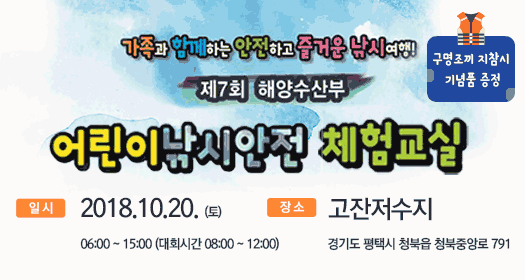 가족과 함께하는 안전하고 즐거운 낚시여행!
구명조끼 지참시
기념품 증정
제7회 해양수산부
어린이낚시안전 체험교실
일시 2018.10.20. (토) 장소 고잔저수지
06:00 ~ 15:00 (대회시간 08:00 ~ 12:00) 경기도 평택시 청북읍 청북중앙로 791